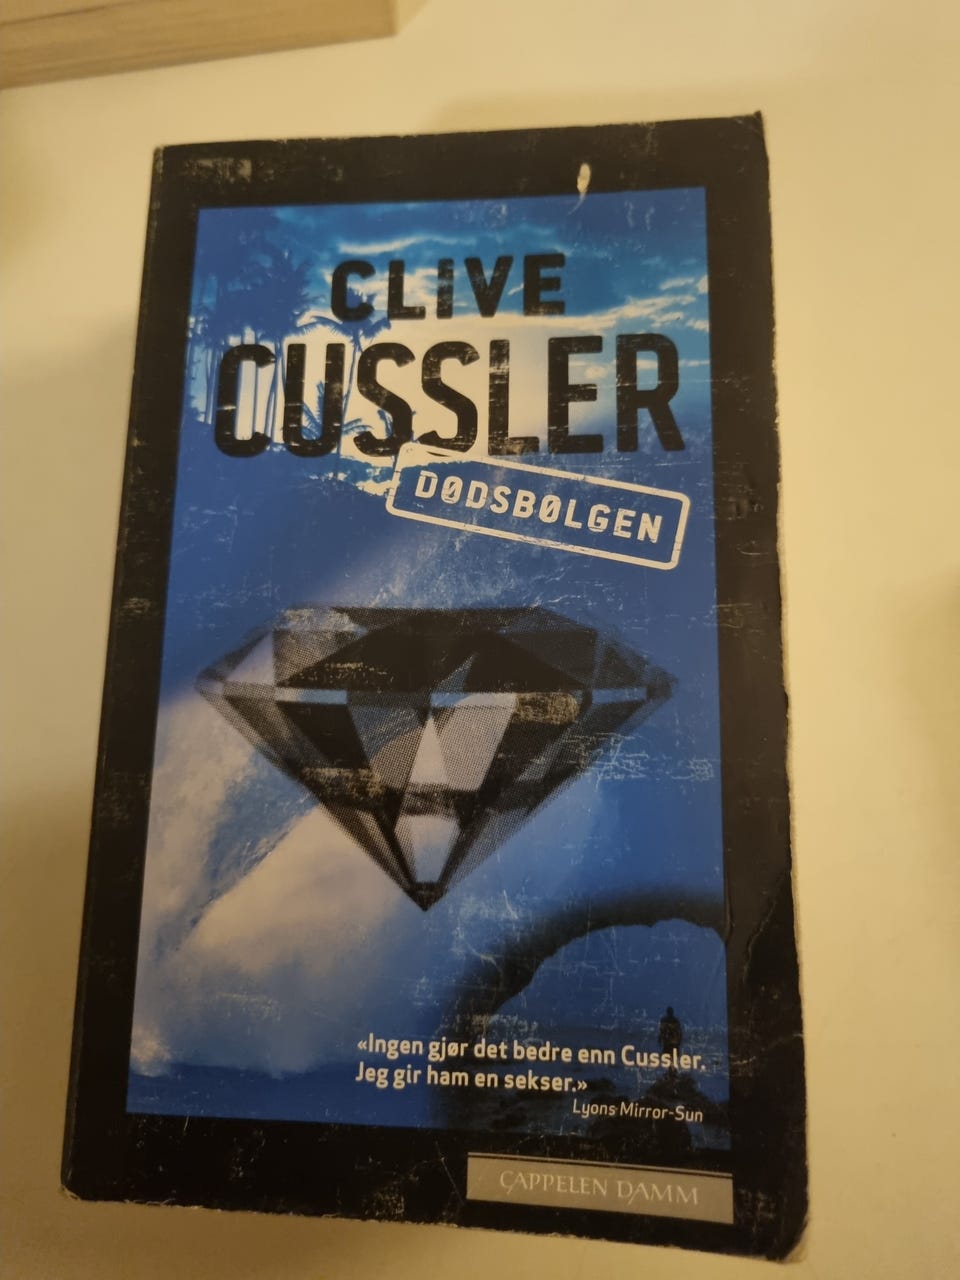 CLIVE
CUSSLER
DØDSBØLGEN
«Ingen gjør det bedre enn Cussler.
Jeg gir ham en sekser.»
Lyons Mirror-Sun
CAPPELEN DAMM